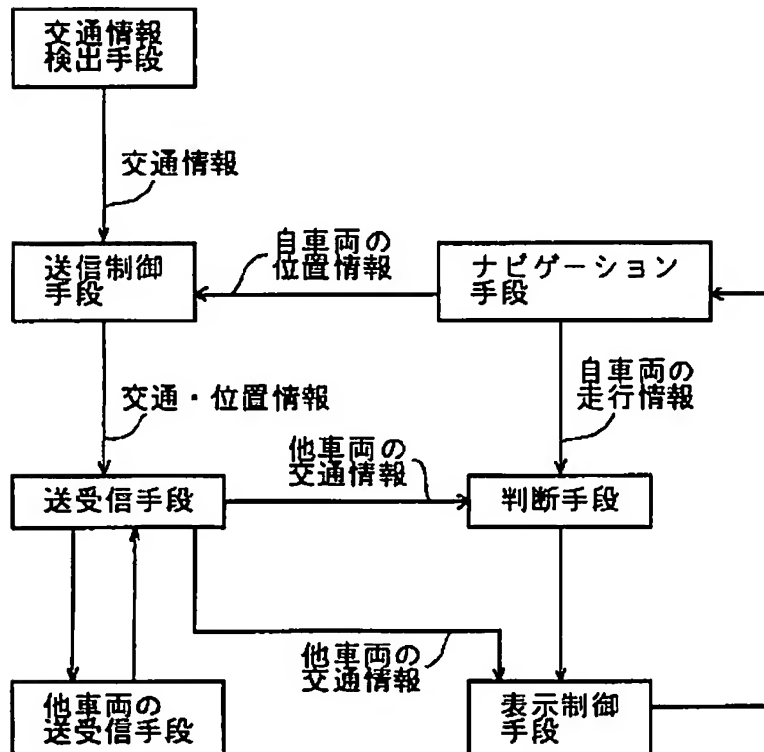 交通情報
検出手段
交通情報
送信制御
手段
自車両の
位置情報
ナビゲーション
手段
交通・位置情報
自車両の
走行情報
他車両の
交通情報
送受信手段
判断手段
他車両の
交通情報
他車両の
送受信手段
表示制御
手段